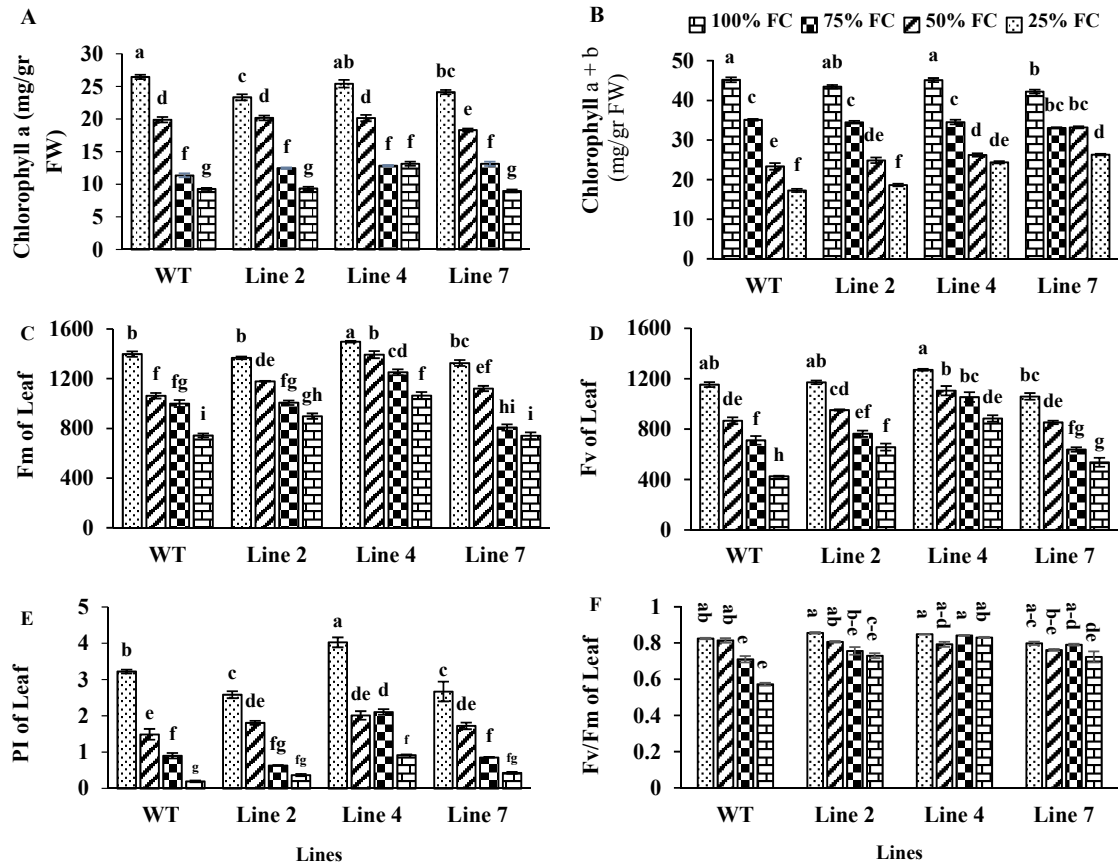 A
Chlorophyll a (mg/gr FW)
30
25
20
15
10
5
0
a d f g
c d f g
ab d f f
bc e f g
WT Line 2 Line 4 Line 7
B
100% FC 75% FC 50% FC 25% FC
Chlorophyll a + b (mg/gr FW)
50
40
30
20
10
0
a c e f
ab c de f
a c d de
b bc bc d
WT Line 2 Line 4 Line 7
C
Fm of Leaf
1600
1200
800
400
0
b f fg i
b de fg gh
a b cd f
bc ef hi i
WT Line 2 Line 4 Line 7
D
Fv of Leaf
1600
1200
800
400
0
ab de f h
ab cd ef f
a b bc de
bc de fg g
WT Line 2 Line 4 Line 7
E
PI of Leaf
5
4
3
2
1
0
b e f g
c de fg fg
a de d f
c de f fg
WT Line 2 Line 4 Line 7
Lines
F
Fv/Fm of Leaf
1
0.8
0.6
0.4
0.2
0
ab ab e e
a ab b-e c-e
a a-d a ab
a-c b-e a-d de
WT Line 2 Line 4 Line 7
Lines